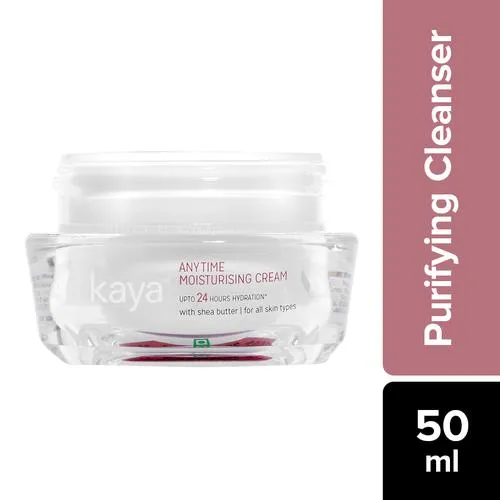 kaya
ANYTIME
MOISTURISING CREAM
UPTO 24 HOURS HYDRATION*
with shea butter | for all skin types
Purifying Cleanser
50
ml